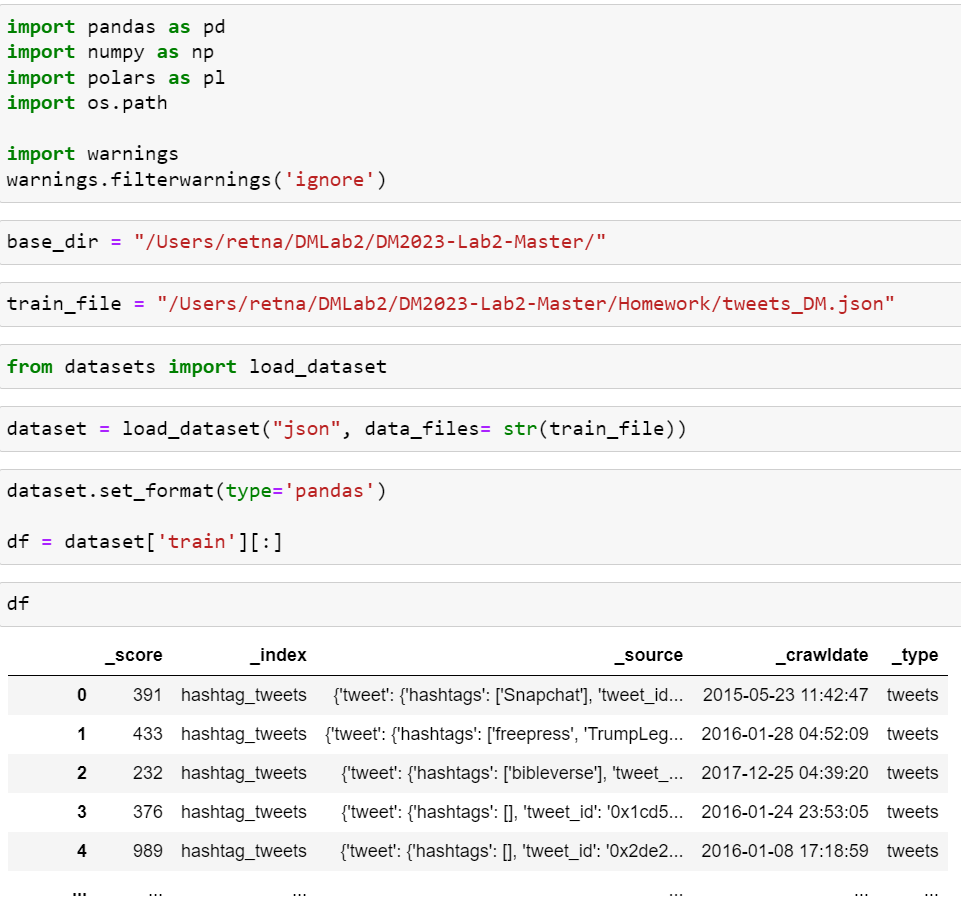 import pandas as pd
import numpy as np
import polars as pl
import os.path
import warnings
warnings.filterwarnings('ignore')
base_dir = "/Users/retna/DMLab2/DM2023-Lab2-Master/"
train_file = "/Users/retna/DMLab2/DM2023-Lab2-Master/Homework/tweets_DM.json"
from datasets import load_dataset
dataset = load_dataset("json", data_files= str(train_file))
dataset.set_format(type='pandas')
df = dataset['train'][:]
df
_score _index _source _crawldate _type
0 391 hashtag_tweets {'tweet': {'hashtags': ['Snapchat'], 'tweet_id... 2015-05-23 11:42:47 tweets
1 433 hashtag_tweets {'tweet': {'hashtags': ['freepress', 'TrumpLeg... 2016-01-28 04:52:09 tweets
2 232 hashtag_tweets {'tweet': {'hashtags': ['bibleverse'], 'tweet_... 2017-12-25 04:39:20 tweets
3 376 hashtag_tweets {'tweet': {'hashtags': [], 'tweet_id': '0x1cd5... 2016-01-24 23:53:05 tweets
4 989 hashtag_tweets {'tweet': {'hashtags': [], 'tweet_id': '0x2de2... 2016-01-08 17:18:59 tweets
... ... ... ... ... ...